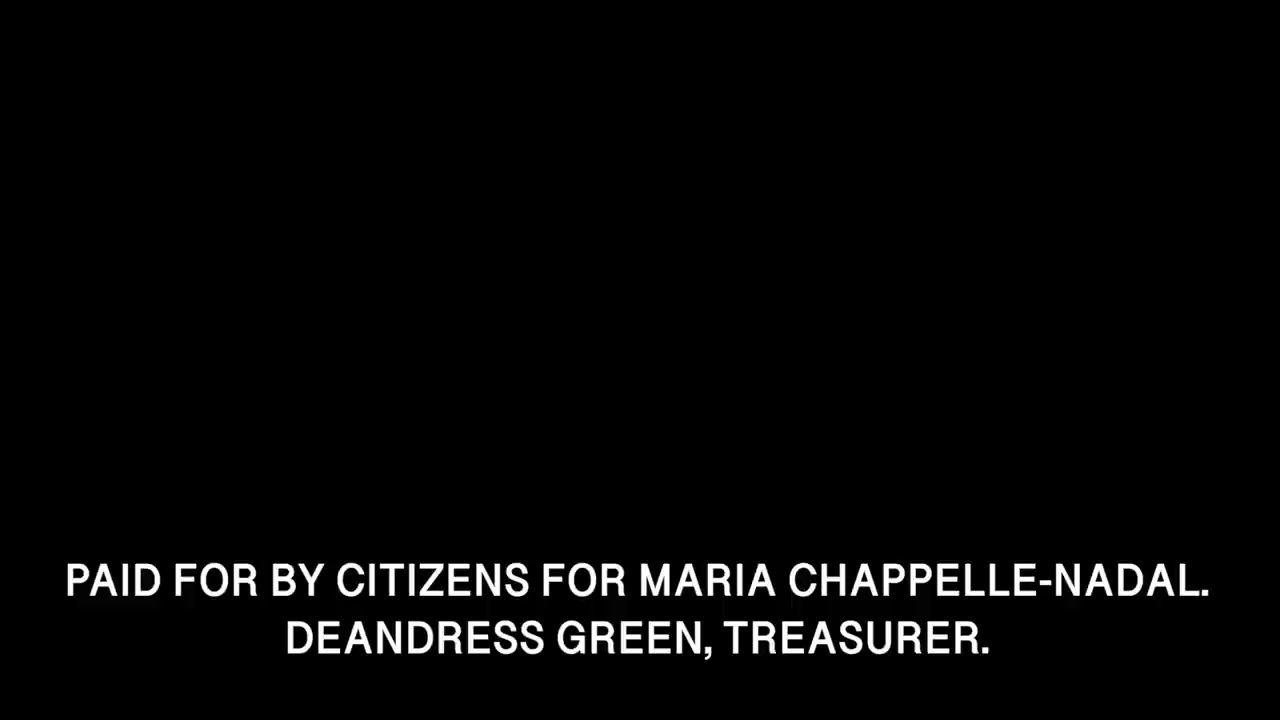 PAID FOR BY CITIZENS FOR MARIA CHAPPELLE-NADAL.
DEANDRESS GREEN, TREASURER.